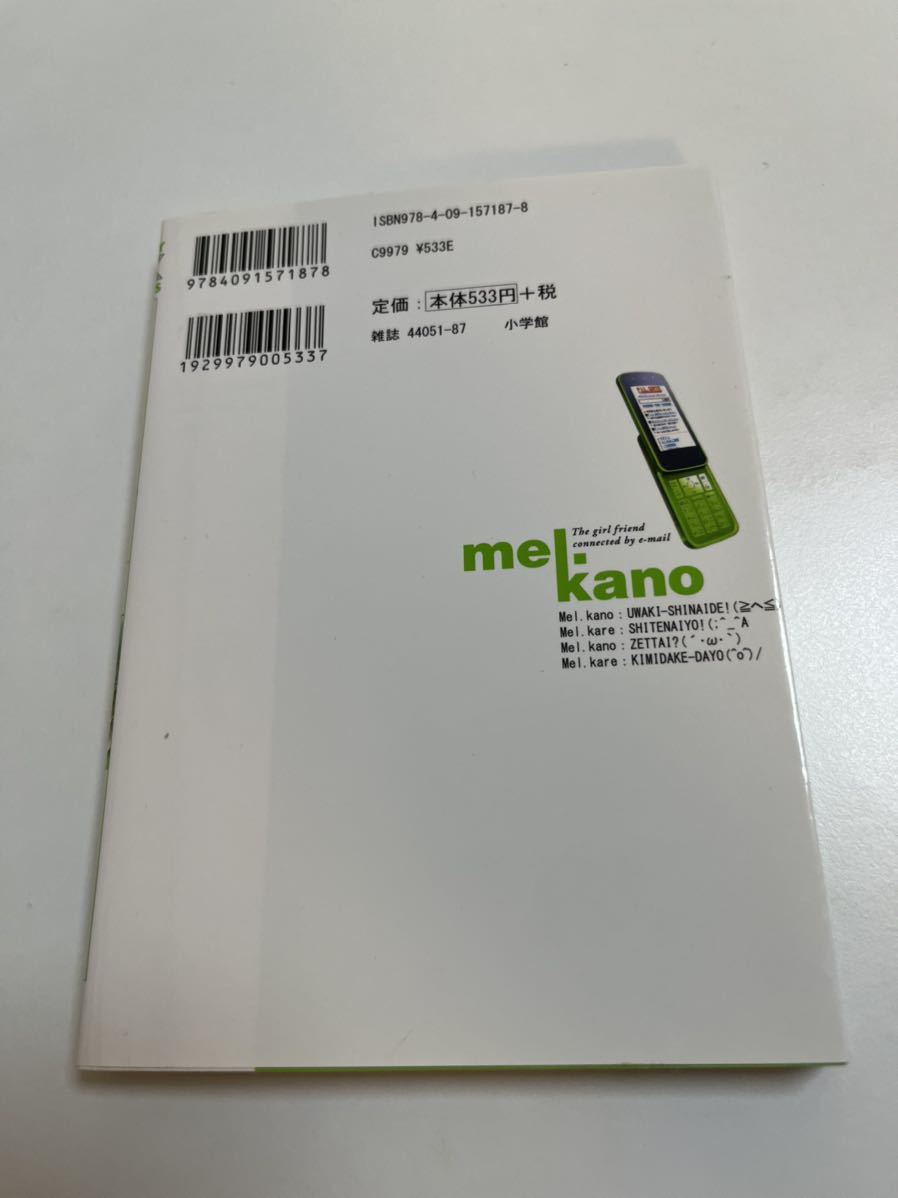 ISBN978-4-09-157187-8
C9979 ¥533E
9784091571878
定価：本体533円＋税
雑誌 44051-87 小学館
1929979005337
The girl friend
connected by e-mail
mel.kano
Mel.kano：UWAKI-SHINAIDE!(≧へ≦)
Mel.kare：SHITENAIYO!(;^_^A
Mel.kano：ZETTAI?(´･ω･`)
Mel.kare：KIMIDAKE-DAYO(^o^)/